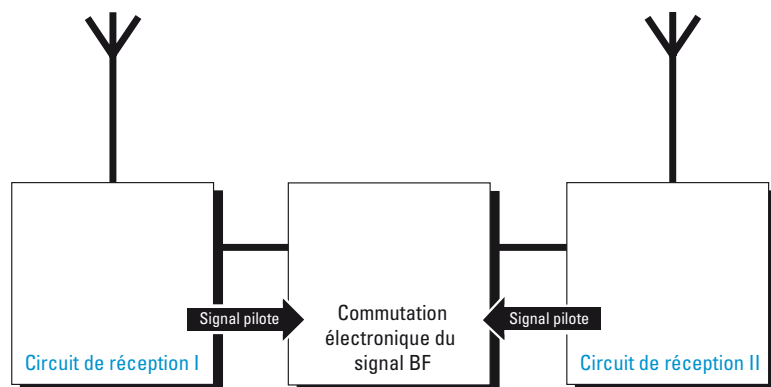 Signal pilote
Commutation
électronique du
signal BF
Signal pilote
Circuit de réception I
Circuit de réception II